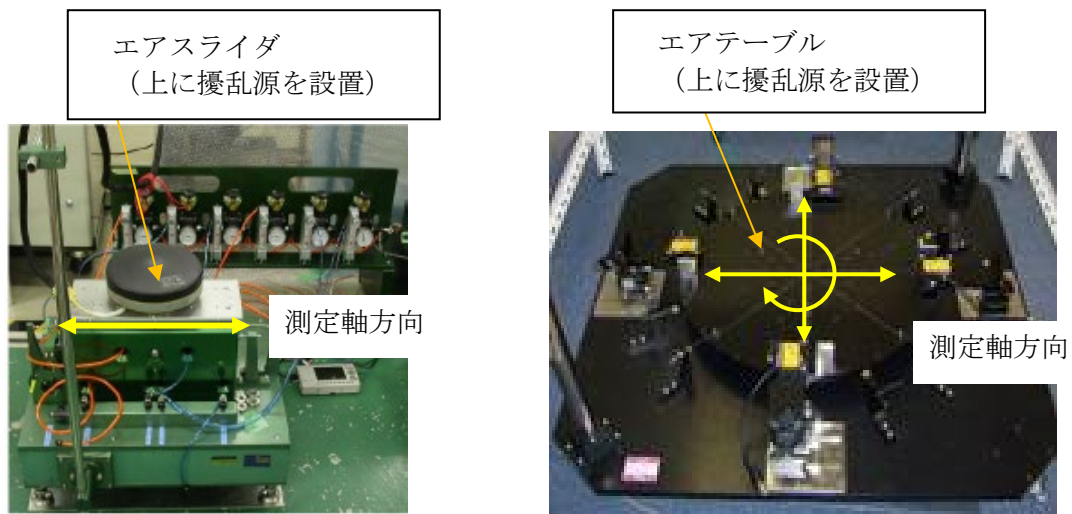 エアスライダ
（上に擾乱源を設置）
エアテーブル
（上に擾乱源を設置）
測定軸方向
測定軸方向